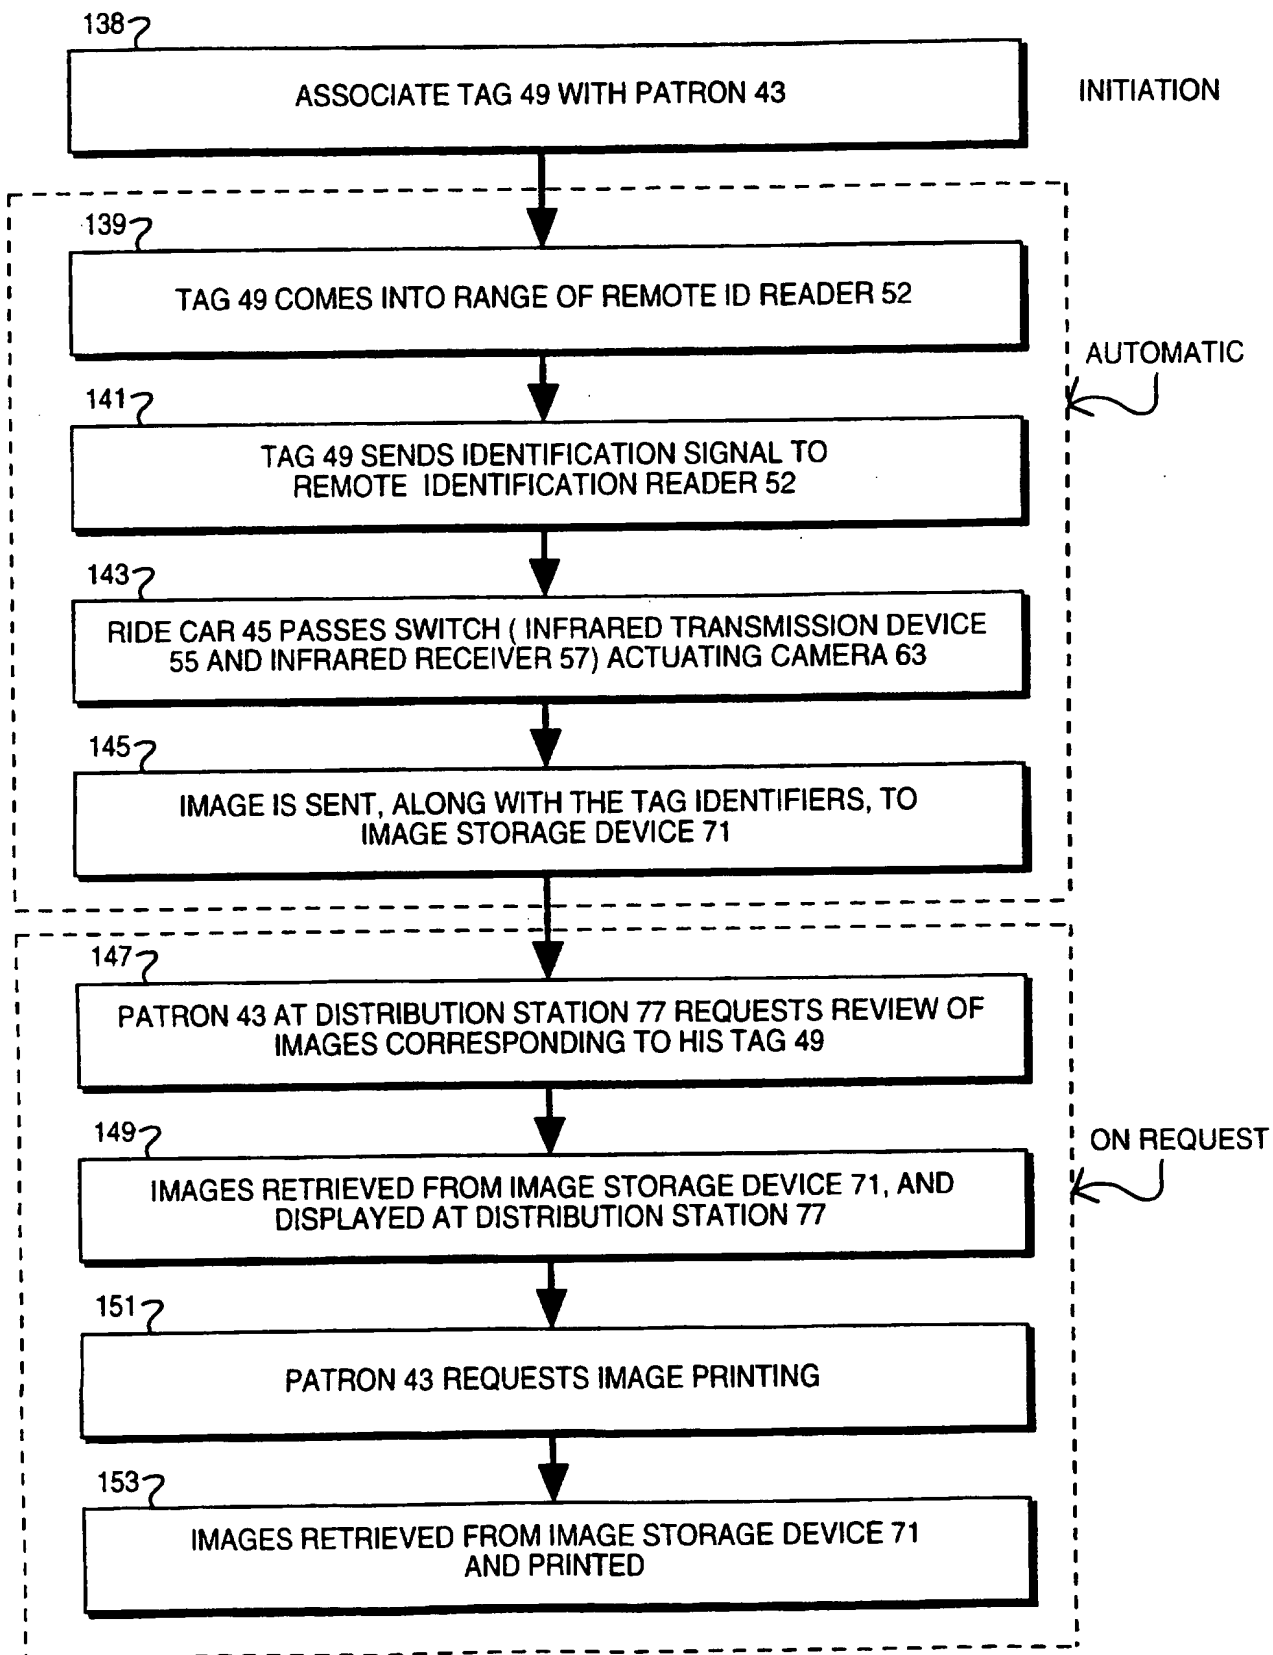 138
ASSOCIATE TAG 49 WITH PATRON 43
INITIATION
139
TAG 49 COMES INTO RANGE OF REMOTE ID READER 52
AUTOMATIC
141
TAG 49 SENDS IDENTIFICATION SIGNAL TO
REMOTE IDENTIFICATION READER 52
143
RIDE CAR 45 PASSES SWITCH ( INFRARED TRANSMISSION DEVICE
55 AND INFRARED RECEIVER 57) ACTUATING CAMERA 63
145
IMAGE IS SENT, ALONG WITH THE TAG IDENTIFIERS, TO
IMAGE STORAGE DEVICE 71
147
PATRON 43 AT DISTRIBUTION STATION 77 REQUESTS REVIEW OF
IMAGES CORRESPONDING TO HIS TAG 49
149
ON REQUEST
IMAGES RETRIEVED FROM IMAGE STORAGE DEVICE 71, AND
DISPLAYED AT DISTRIBUTION STATION 77
151
PATRON 43 REQUESTS IMAGE PRINTING
153
IMAGES RETRIEVED FROM IMAGE STORAGE DEVICE 71
AND PRINTED